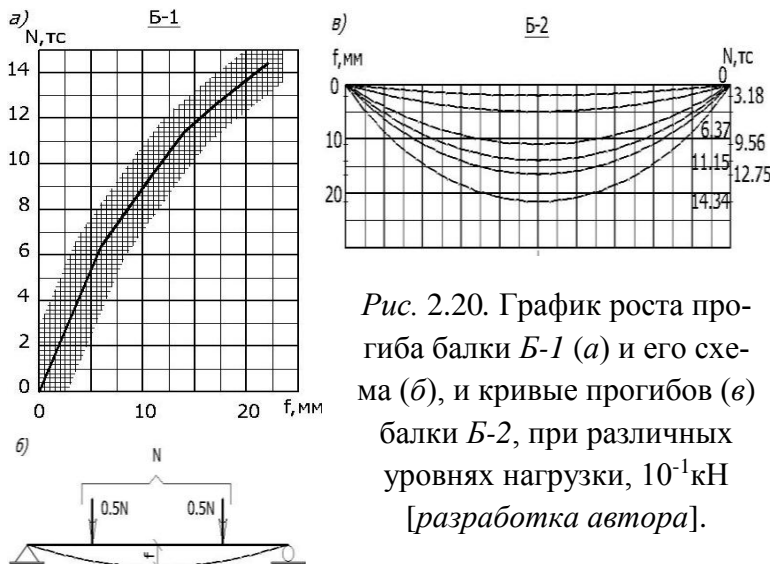 а)
Б-1
N,тс
14
12
10
8
6
4
2
0
0
10
20
f,мм
б)
N
0.5N
0.5N
f
в)
Б-2
f,мм
N,тс
0
0
3.18
6.37
10
9.56
11.15
12.75
20
14.34
Рис. 2.20. График роста про-
гиба балки Б-1 (а) и его схе-
ма (б), и кривые прогибов (в)
балки Б-2, при различных
уровнях нагрузки, 10-1кН
[разработка автора].